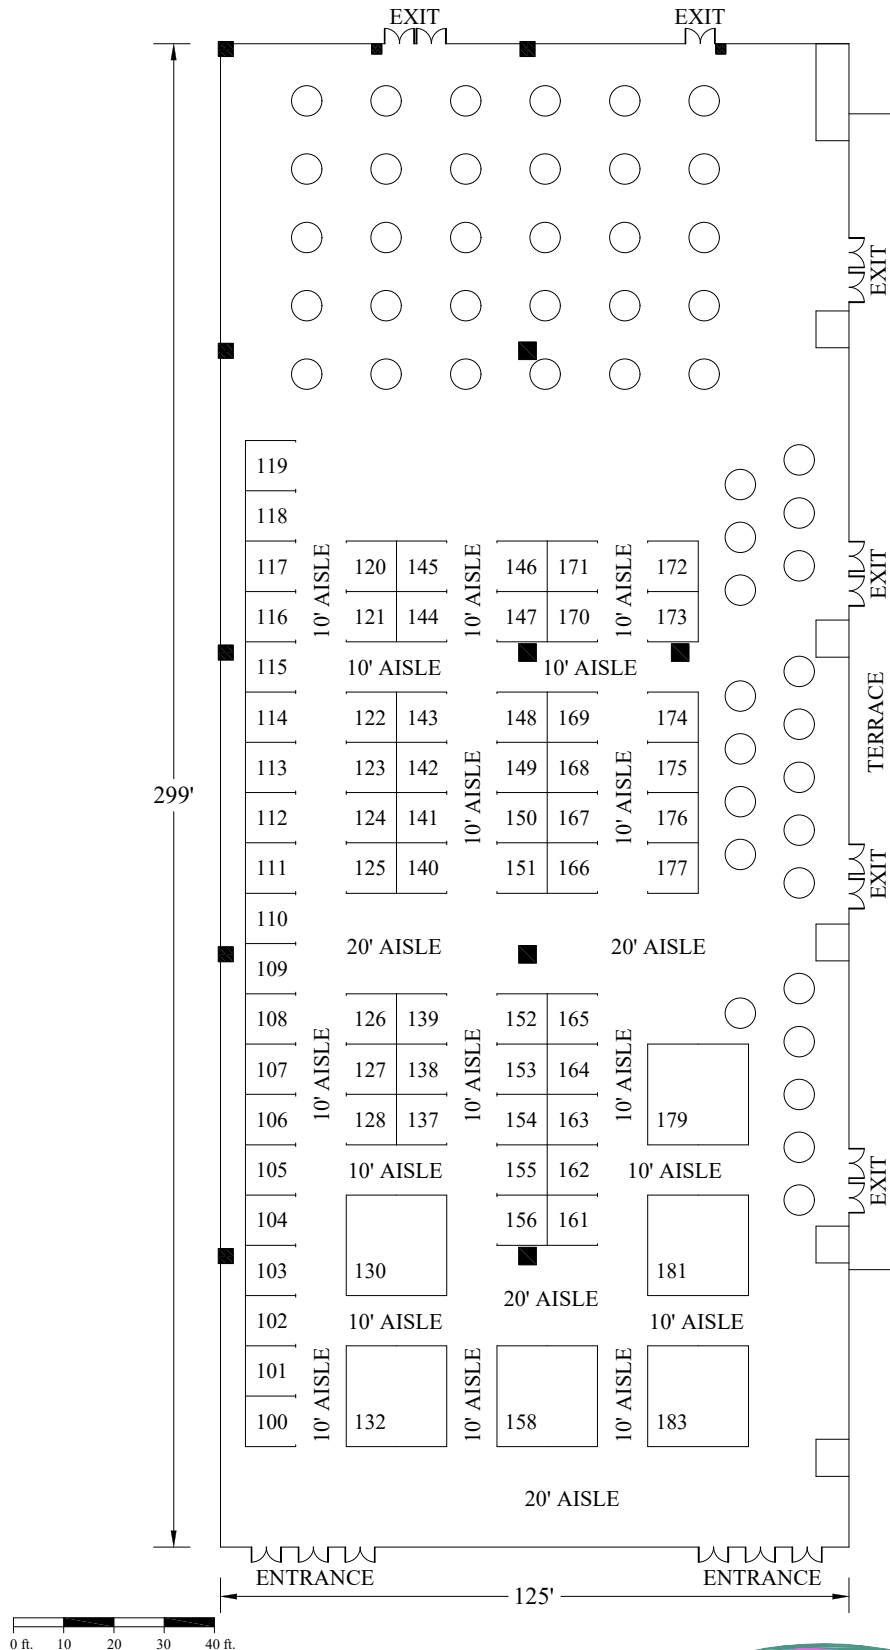 EXIT EXIT
EXIT
119
118
117 10' AISLE 120 145 10' AISLE 146 171 10' AISLE 172 EXIT
116 121 144 147 170 173
115 10' AISLE 10' AISLE
TERRACE
114 122 143 148 169 174
113 123 142 10' AISLE 149 168 10' AISLE 175
299'
112 124 141 150 167 176
111 125 140 151 166 177 EXIT
110
20' AISLE 20' AISLE
109
108 126 139 152 165
107 10' AISLE 127 138 10' AISLE 153 164 10' AISLE
106 128 137 154 163 179
105 10' AISLE 155 162 10' AISLE EXIT
104 156 161
103 130 181
20' AISLE
102 10' AISLE 10' AISLE
101 10' AISLE 10' AISLE 10' AISLE
100 132 158 183
20' AISLE
ENTRANCE ENTRANCE
125'
0 ft. 10 20 30 40 ft.